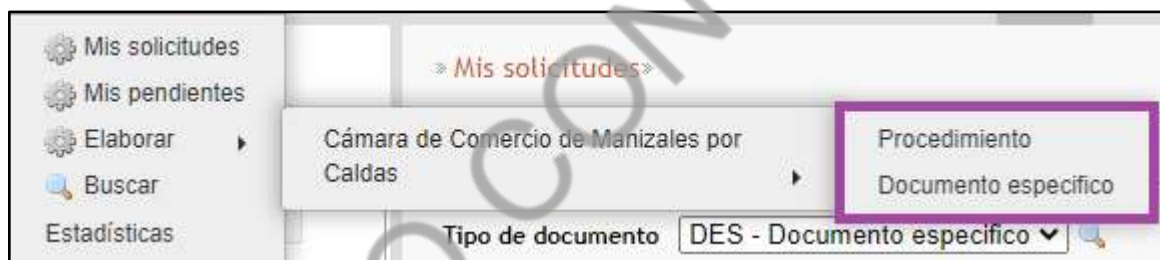 Mis solicitudes
Mis pendientes
Elaborar
Buscar
Estadísticas
» Mis solicitudes»
Cámara de Comercio de Manizales por
Caldas
Procedimiento
Documento especifico
Tipo de documento DES - Documento especifico
O CON